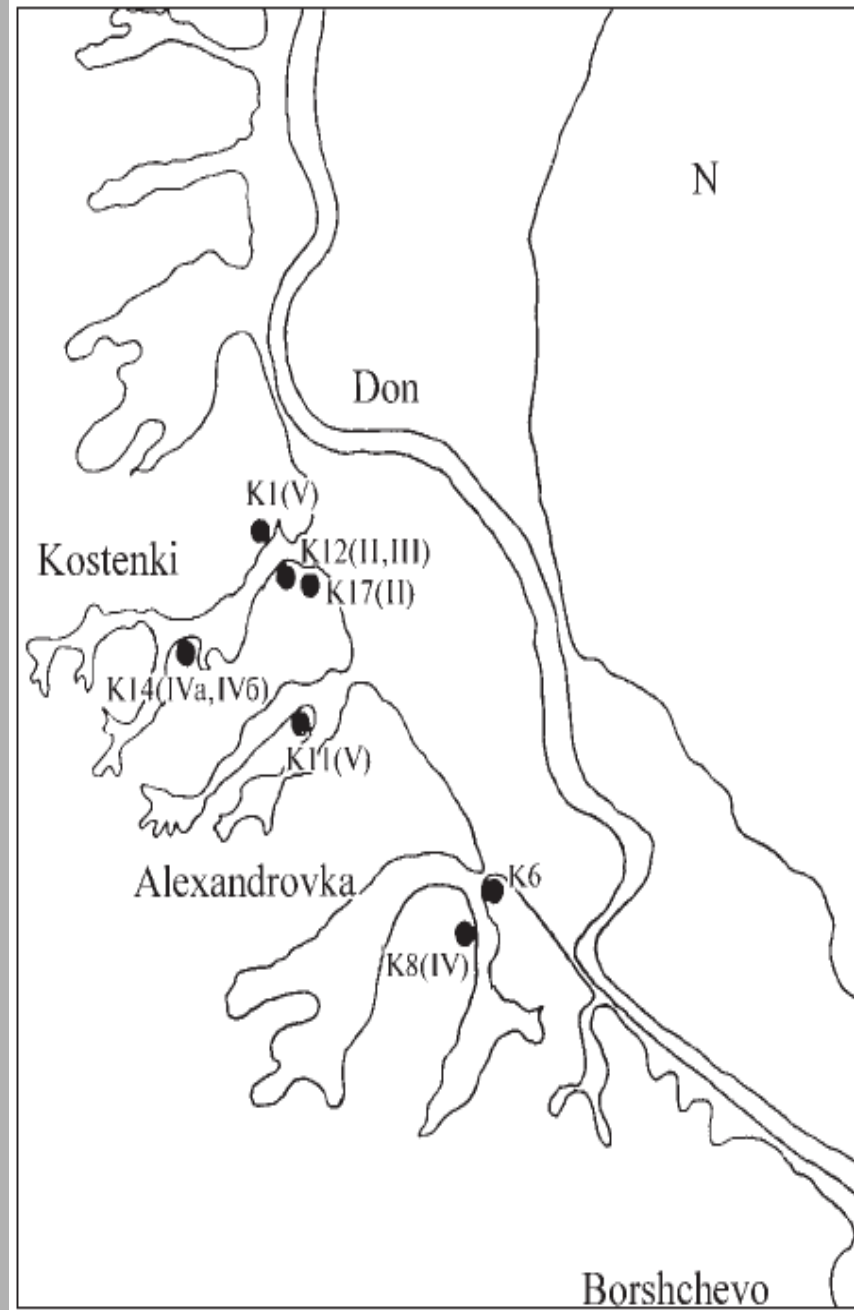 N
Don
K1(V)
Kostenki
K12(II,III)
K17(II)
K14(IVa,IVб)
K11(V)
Alexandrovka
K6
K8(IV)
Borshchevo